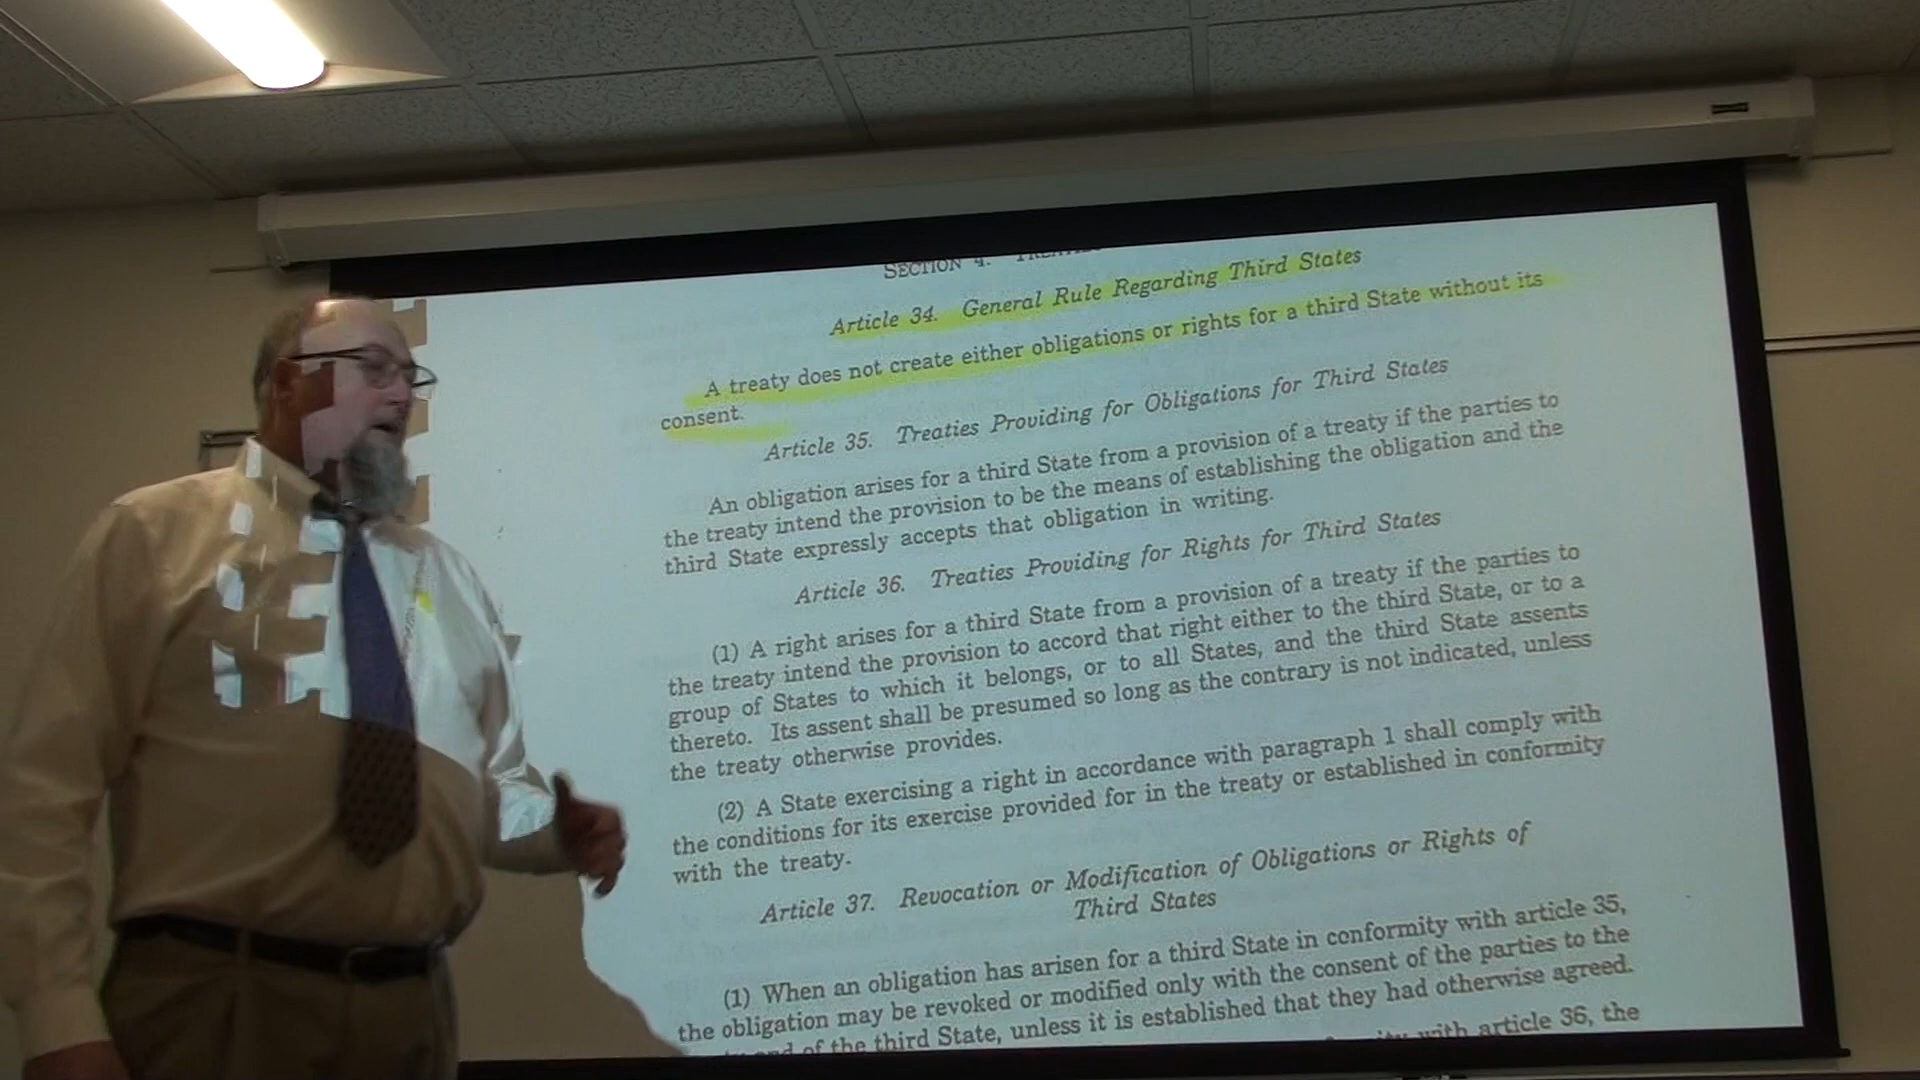 SECTION 4.
Article 34. General Rule Regarding Third States
A treaty does not create either obligations or rights for a third State without its
consent.
Article 35. Treaties Providing for Obligations for Third States
An obligation arises for a third State from a provision of a treaty if the parties to
the treaty intend the provision to be the means of establishing the obligation and the
third State expressly accepts that obligation in writing.
Article 36. Treaties Providing for Rights for Third States
(1) A right arises for a third State from a provision of a treaty if the parties to
the treaty intend the provision to accord that right either to the third State, or to a
group of States to which it belongs, or to all States, and the third State assents
thereto. Its assent shall be presumed so long as the contrary is not indicated, unless
the treaty otherwise provides.
(2) A State exercising a right in accordance with paragraph 1 shall comply with
the conditions for its exercise provided for in the treaty or established in conformity
with the treaty.
Article 37. Revocation or Modification of Obligations or Rights of
Third States
(1) When an obligation has arisen for a third State in conformity with article 35,
the obligation may be revoked or modified only with the consent of the parties to the
of the third State, unless it is established that they had otherwise agreed.
with article 36, the